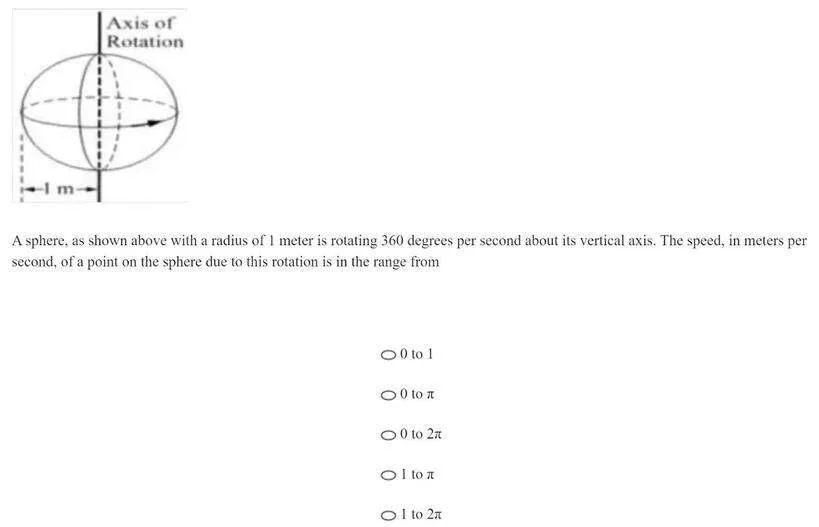 Axis of
Rotation
1 m
A sphere, as shown above with a radius of 1 meter is rotating 360 degrees per second about its vertical axis. The speed, in meters per
second, of a point on the sphere due to this rotation is in the range from
0 to 1
0 to π
0 to 2π
1 to π
1 to 2π